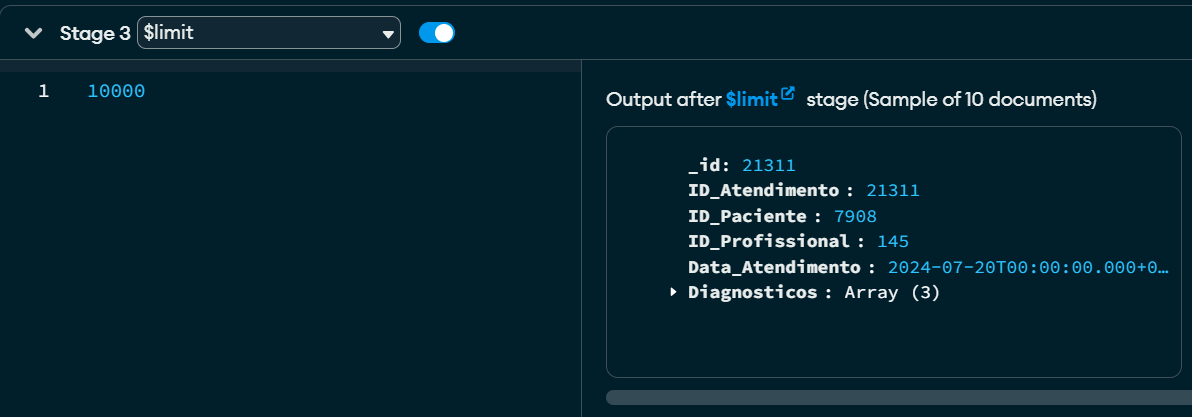 Stage 3 $limit
1 10000
Output after $limit stage (Sample of 10 documents)
_id: 21311
ID_Atendimento : 21311
ID_Paciente : 7908
ID_Profissional : 145
Data_Atendimento : 2024-07-20T00:00:00.000+0…
Diagnosticos : Array (3)